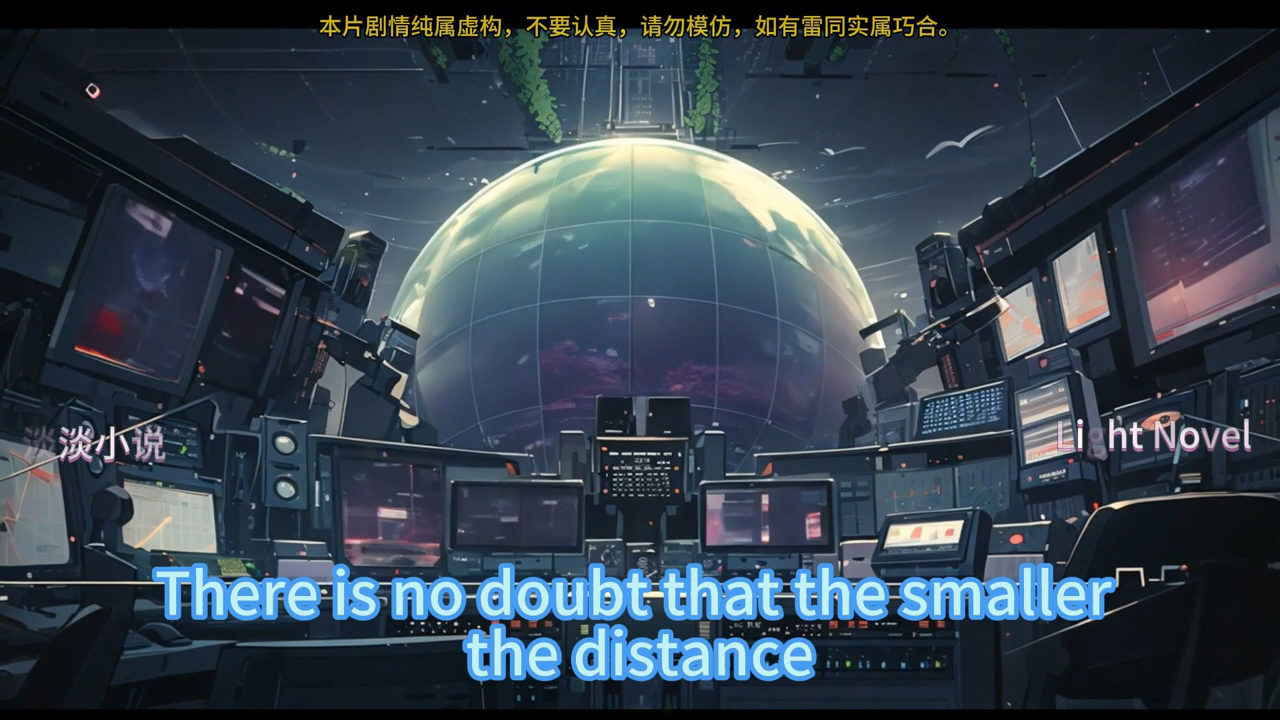 本片剧情纯属虚构，不要认真，请勿模仿，如有雷同实属巧合。
淡淡小说
Light Novel
There is no doubt that the smaller
the distance